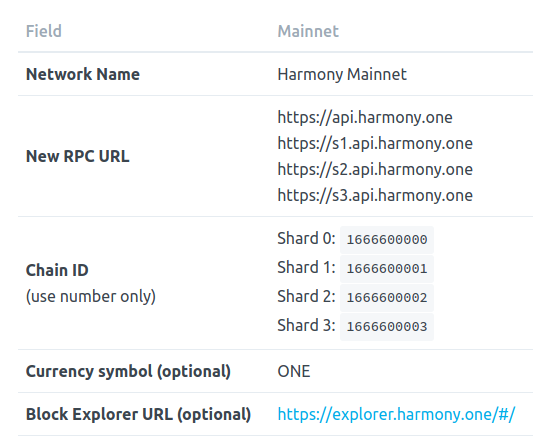 Field Mainnet
Network Name Harmony Mainnet
New RPC URL https://api.harmony.one
https://s1.api.harmony.one
https://s2.api.harmony.one
https://s3.api.harmony.one
Chain ID
(use number only)
Shard 0: 1666600000
Shard 1: 1666600001
Shard 2: 1666600002
Shard 3: 1666600003
Currency symbol (optional) ONE
Block Explorer URL (optional) https://explorer.harmony.one/#/